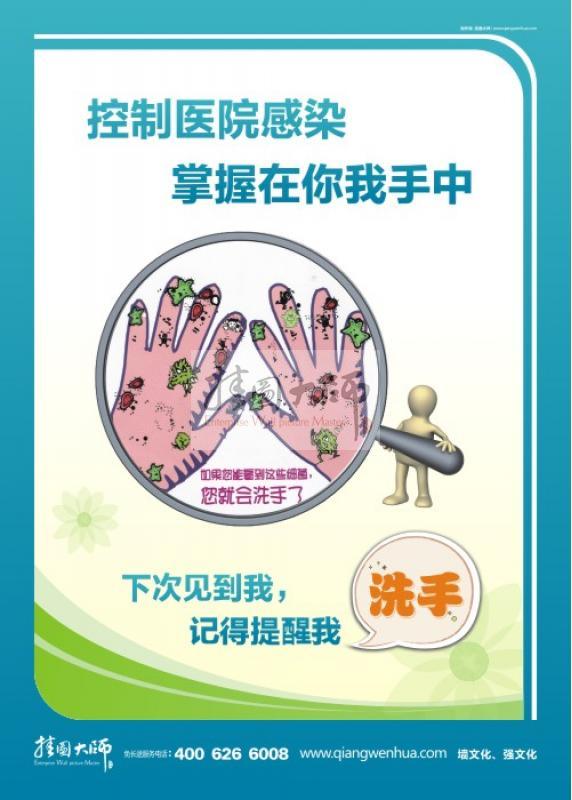 控制医院感染
掌握在你我手中
挂图大师
Enterprise Wall picture Master
如果您能看到这些细菌，
您就会洗手了
下次见到我，
记得提醒我
洗手
挂图大师
Enterprise Wall picture Master
免长途服务电话：400 626 6008 www.qiangwenhua.com 墙文化、强文化